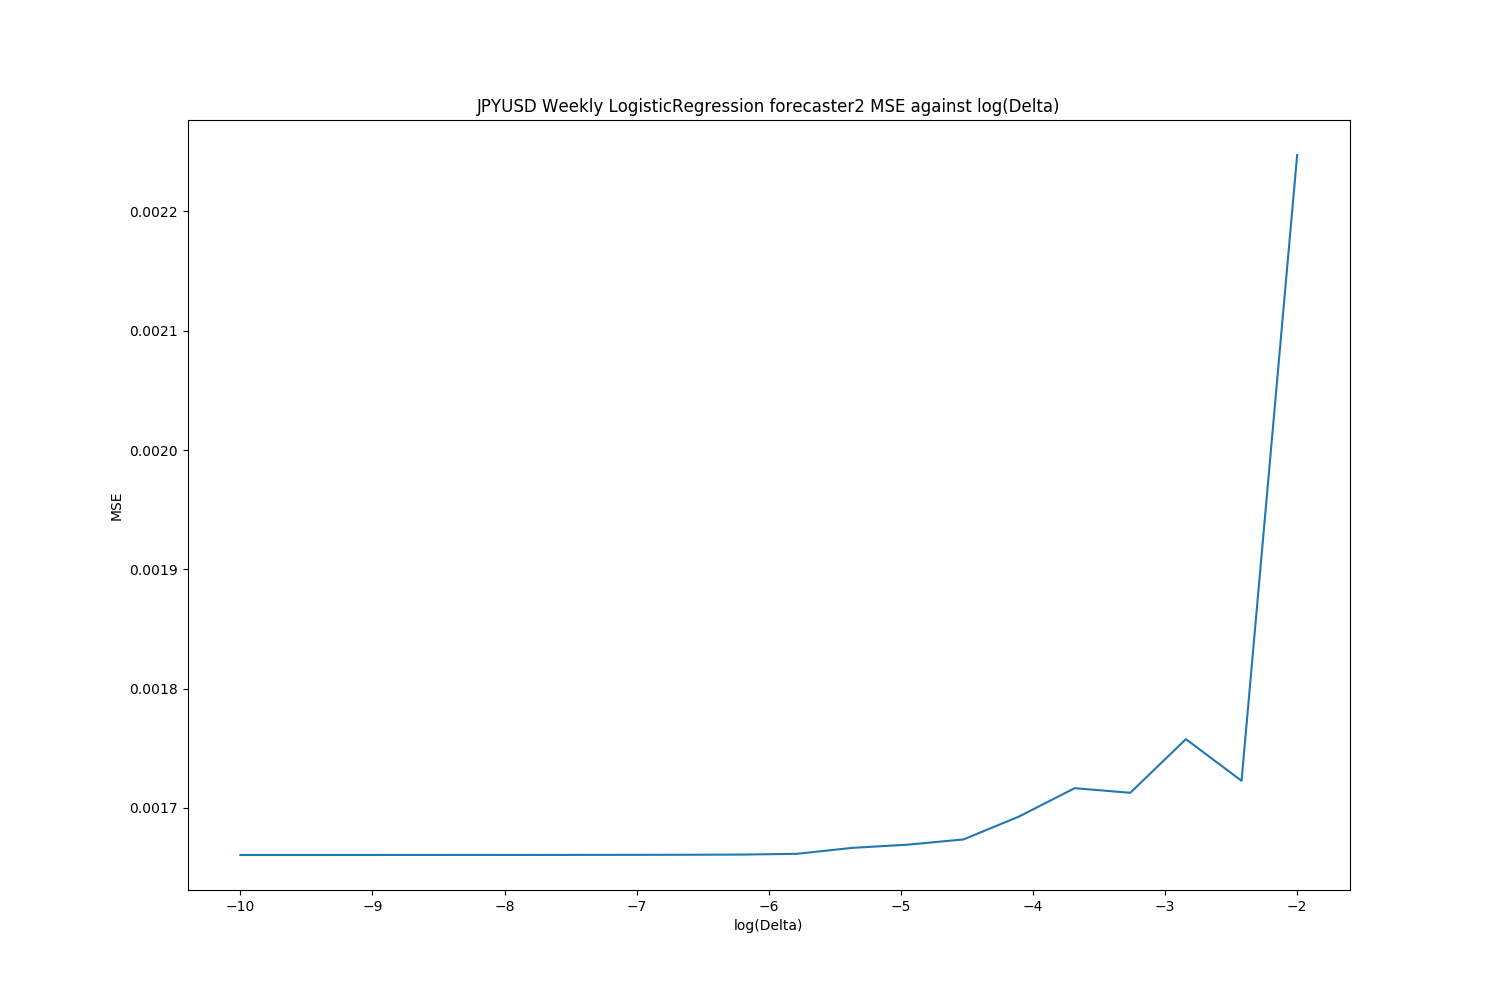 JPYUSD Weekly LogisticRegression forecaster2 MSE against log(Delta)
0.0022
0.0021
0.0020
MSE
0.0019
0.0018
0.0017
−10 −9 −8 −7 −6 −5 −4 −3 −2
log(Delta)